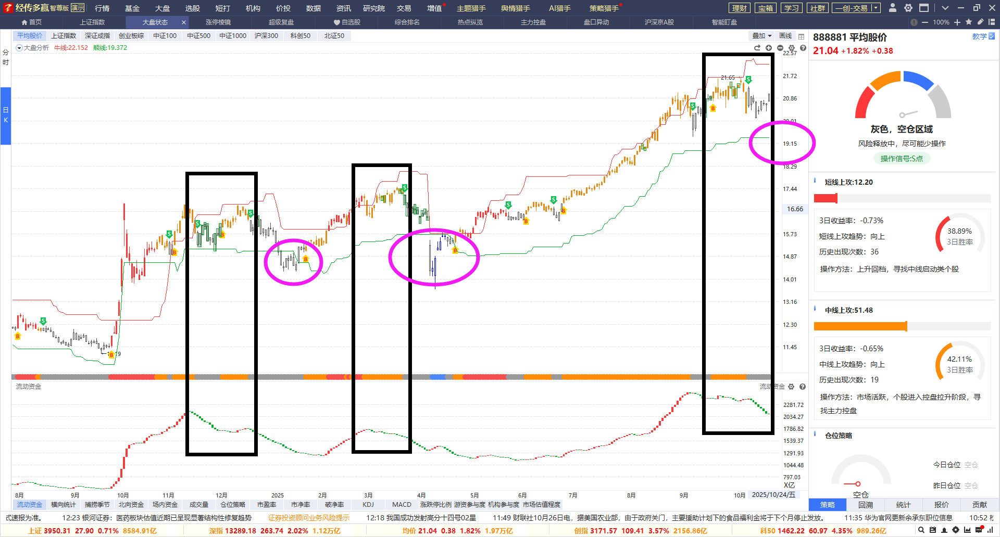 经传多赢 智尊版 演示 行情 基金 大盘 选股 短打 机构 价投 数据 资讯 研究院 交易 增值 主题猎手 舆情猎手 AI猎手 策略猎手 理财 宝箱 学习 社群 一创-交易
首页 上证指数 大盘状态 涨停棱镜 超级复盘 自选股 综合排名 热点纵览 主力控盘 盘口异动 沪深京A股 智能盯盘 100%
平均股价 上证指数 深证成指 创业板综 中证100 中证500 中证1000 沪深300 科创50 北证50 叠加 画线
大盘分析 牛线:22.152 熊线:19.372
分时
日K
22.57
21.72
20.86
20.01
19.15
18.29
17.44
16.66
15.73
14.87
14.01
13.16
12.30
11.45
21.65
流动资金
流动资金
2281.72
2034.27
1786.82
1539.37
1291.93
1044.48
797.03
X亿
8月 9月 10月 11月 12月 2025 2月 3月 4月 5月 6月 7月 8月 9月 10月 2025/10/24/五
流动资金 横向统计 捕捞季节 北向资金 场内资金 成交量 仓位策略 市盈率 市净率 破净率 KDJ MACD 涨跌停比例 游资参与度 机构参与度 市场估值程度
888881 平均股价 教学
21.04 +1.82% +0.38
灰色，空仓区域
风险释放中，尽可能少操作
操作信号:S点
短线上攻:12.20
3日收益率：-0.73%
短线上攻趋势：向上
历史出现次数：36
38.89%
3日胜率
操作方法：上升回档，寻找中线启动类个股
中线上攻:51.48
3日收益率：-0.65%
中线上攻趋势：向上
历史出现次数：19
42.11%
3日胜率
操作方法：市场活跃，个股进入控盘拉升阶段，寻
找主力控盘
仓位策略
今日仓位 空仓
昨日仓位 空仓
空仓
策略 回溯 统计 报价 贡献
式速报为准。 12:23 银河证券：医药板块估值近期已呈现显著结构性修复趋势 证券投资顾问业务风险提示 12:18 我国成功发射高分十四号02星 11:49 财联社10月26日电，据美国农业部，由于政府关门，主要援助计划下的食品福利金将于下个月停止发放。 11:35 华为官网更新余承东职位信息 10:52
上证 3950.31 27.90 0.71% 8584.91亿 深指 13289.18 263.74 2.02% 1.12万亿 均价 21.04 0.38 1.82% 1.97万亿 创指 3171.57 109.41 3.57% 2156.86亿 科50 1462.22 60.97 4.35% 989.26亿